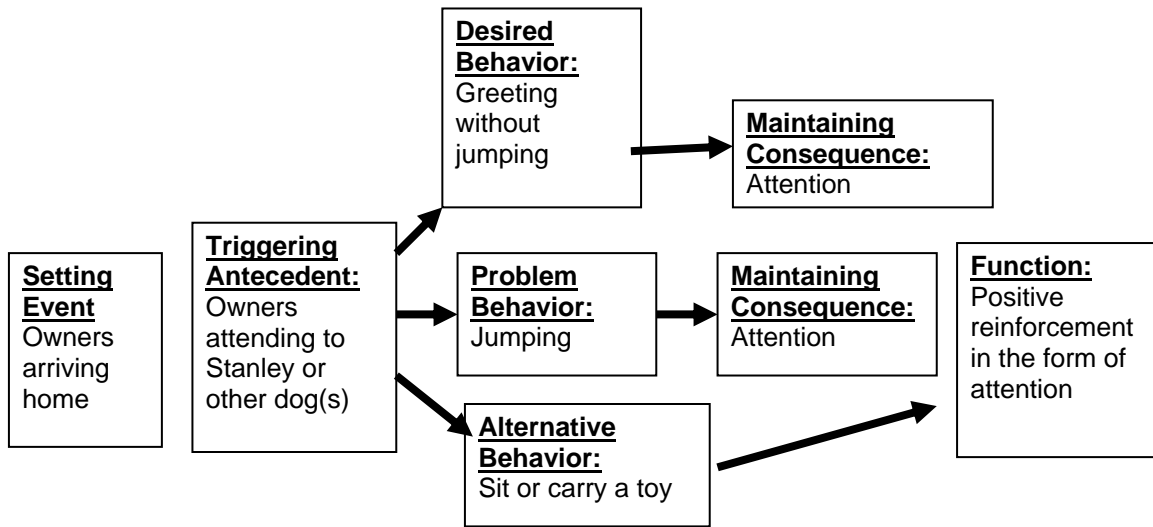 Desired
Behavior:
Greeting
without
jumping
Maintaining
Consequence:
Attention
Setting
Event
Owners
arriving
home
Triggering
Antecedent:
Owners
attending to
Stanley or
other dog(s)
Problem
Behavior:
Jumping
Maintaining
Consequence:
Attention
Function:
Positive
reinforcement
in the form of
attention
Alternative
Behavior:
Sit or carry a toy